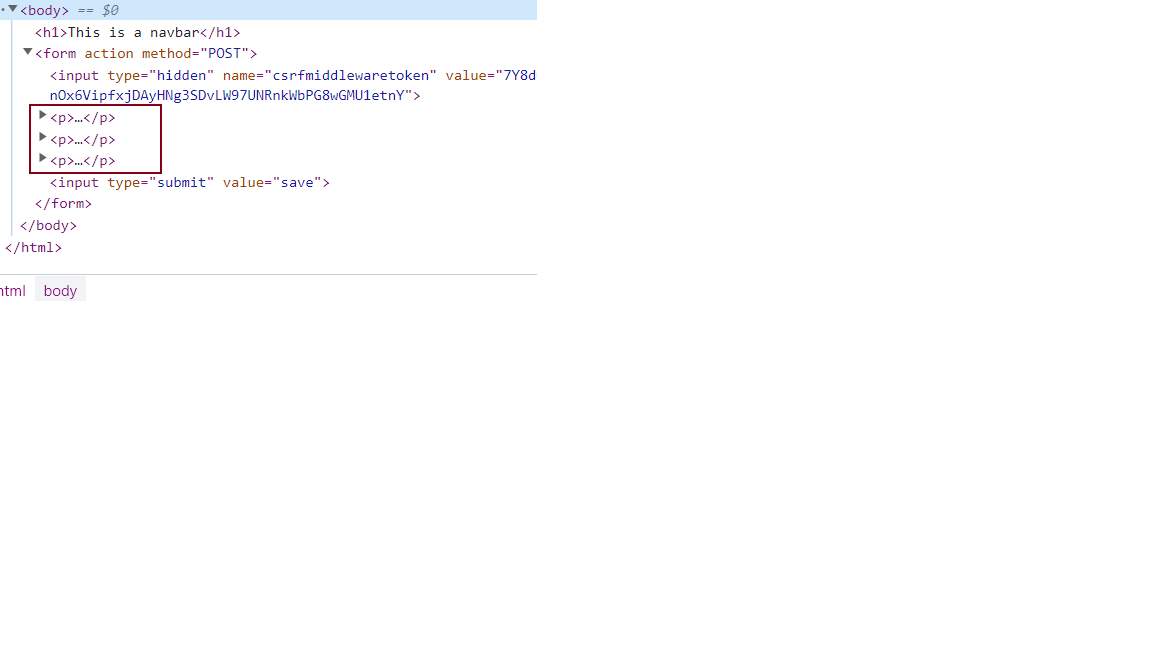 <body> == $0
<h1>This is a navbar</h1>
<form action method="POST">
<input type="hidden" name="csrfmiddlewaretoken" value="7Y8d
nOx6VipfxjDAyHNg3SDvLW97UNRnkWbPG8wGMU1etnY">
<p>…</p>
<p>…</p>
<p>…</p>
<input type="submit" value="save">
</form>
</body>
</html>
html body